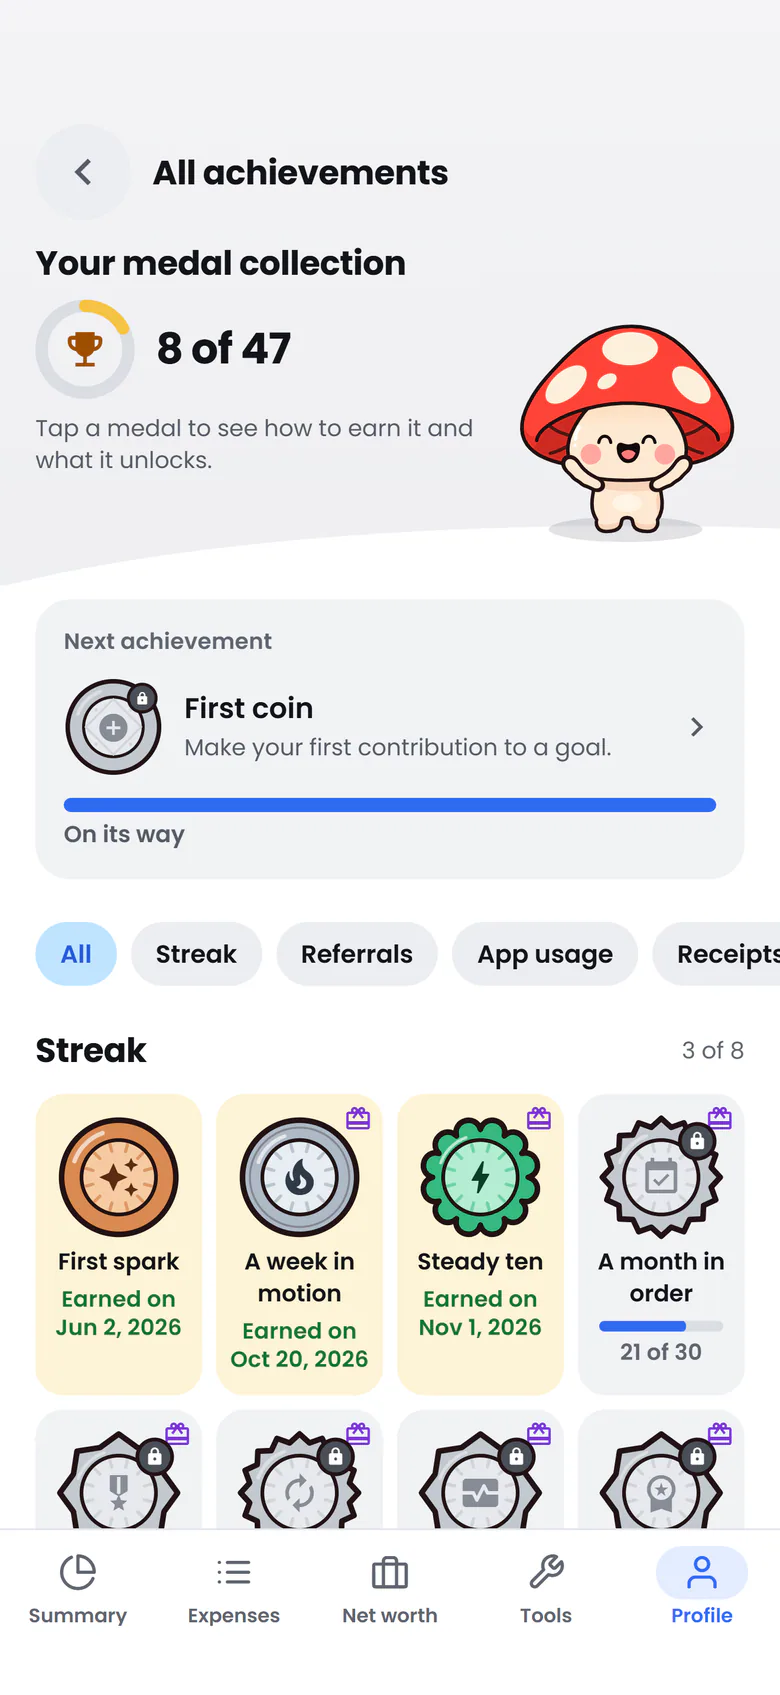 All achievements
Your medal collection
8 of 47
Tap a medal to see how to earn it and
what it unlocks.
Next achievement
First coin
Make your first contribution to a goal.
On its way
All
Streak
Referrals
App usage
Receipts
Streak
3 of 8
First spark
Earned on
Jun 2, 2026
A week in
motion
Earned on
Oct 20, 2026
Steady ten
Earned on
Nov 1, 2026
A month in
order
21 of 30
Summary
Expenses
Net worth
Tools
Profile